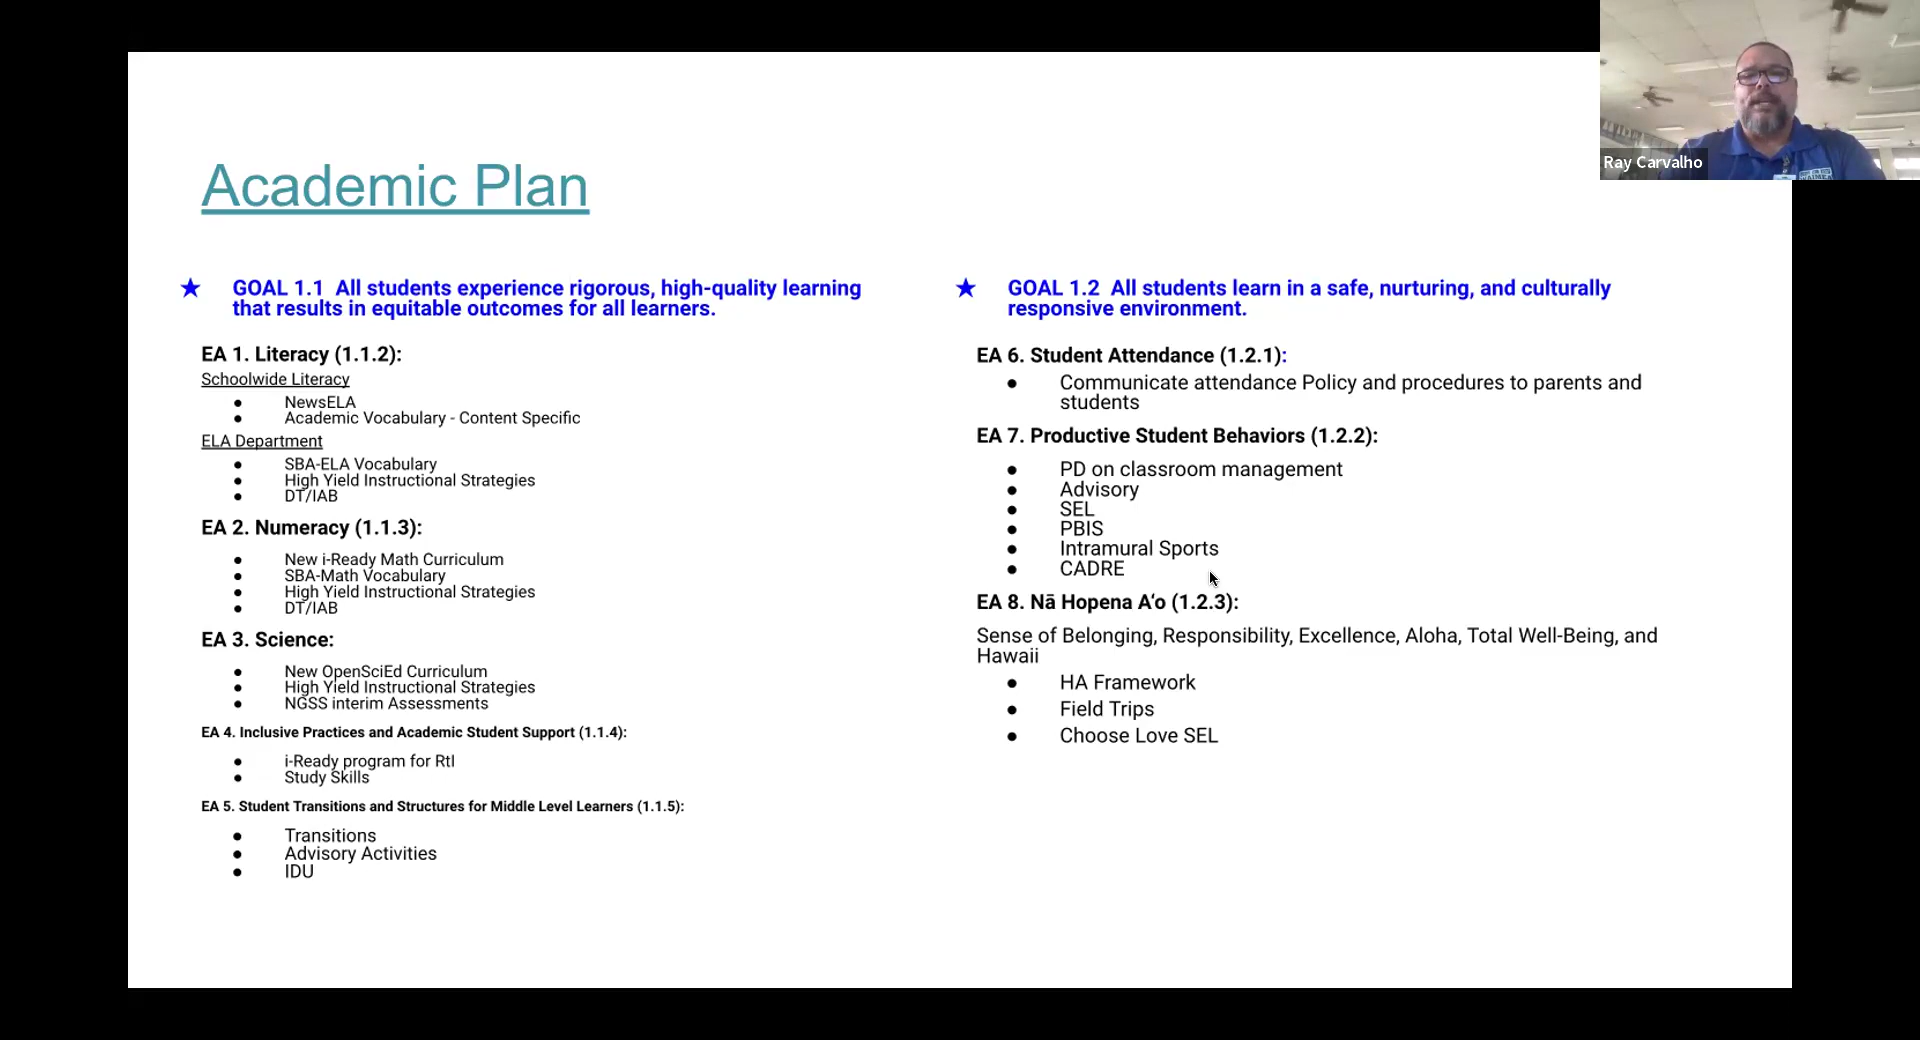 Academic Plan
★ GOAL 1.1 All students experience rigorous, high-quality learning
that results in equitable outcomes for all learners.
EA 1. Literacy (1.1.2):
Schoolwide Literacy
● NewsELA
● Academic Vocabulary - Content Specific
ELA Department
● SBA-ELA Vocabulary
● High Yield Instructional Strategies
● DT/IAB
EA 2. Numeracy (1.1.3):
● New i-Ready Math Curriculum
● SBA-Math Vocabulary
● High Yield Instructional Strategies
● DT/IAB
EA 3. Science:
● New OpenSciEd Curriculum
● High Yield Instructional Strategies
● NGSS interim Assessments
EA 4. Inclusive Practices and Academic Student Support (1.1.4):
● i-Ready program for RtI
● Study Skills
EA 5. Student Transitions and Structures for Middle Level Learners (1.1.5):
● Transitions
● Advisory Activities
● IDU
★ GOAL 1.2 All students learn in a safe, nurturing, and culturally
responsive environment.
EA 6. Student Attendance (1.2.1):
● Communicate attendance Policy and procedures to parents and
students
EA 7. Productive Student Behaviors (1.2.2):
● PD on classroom management
● Advisory
● SEL
● PBIS
● Intramural Sports
● CADRE
EA 8. Nā Hopena Aʻo (1.2.3):
Sense of Belonging, Responsibility, Excellence, Aloha, Total Well-Being, and
Hawaii
● HA Framework
● Field Trips
● Choose Love SEL
Ray Carvalho